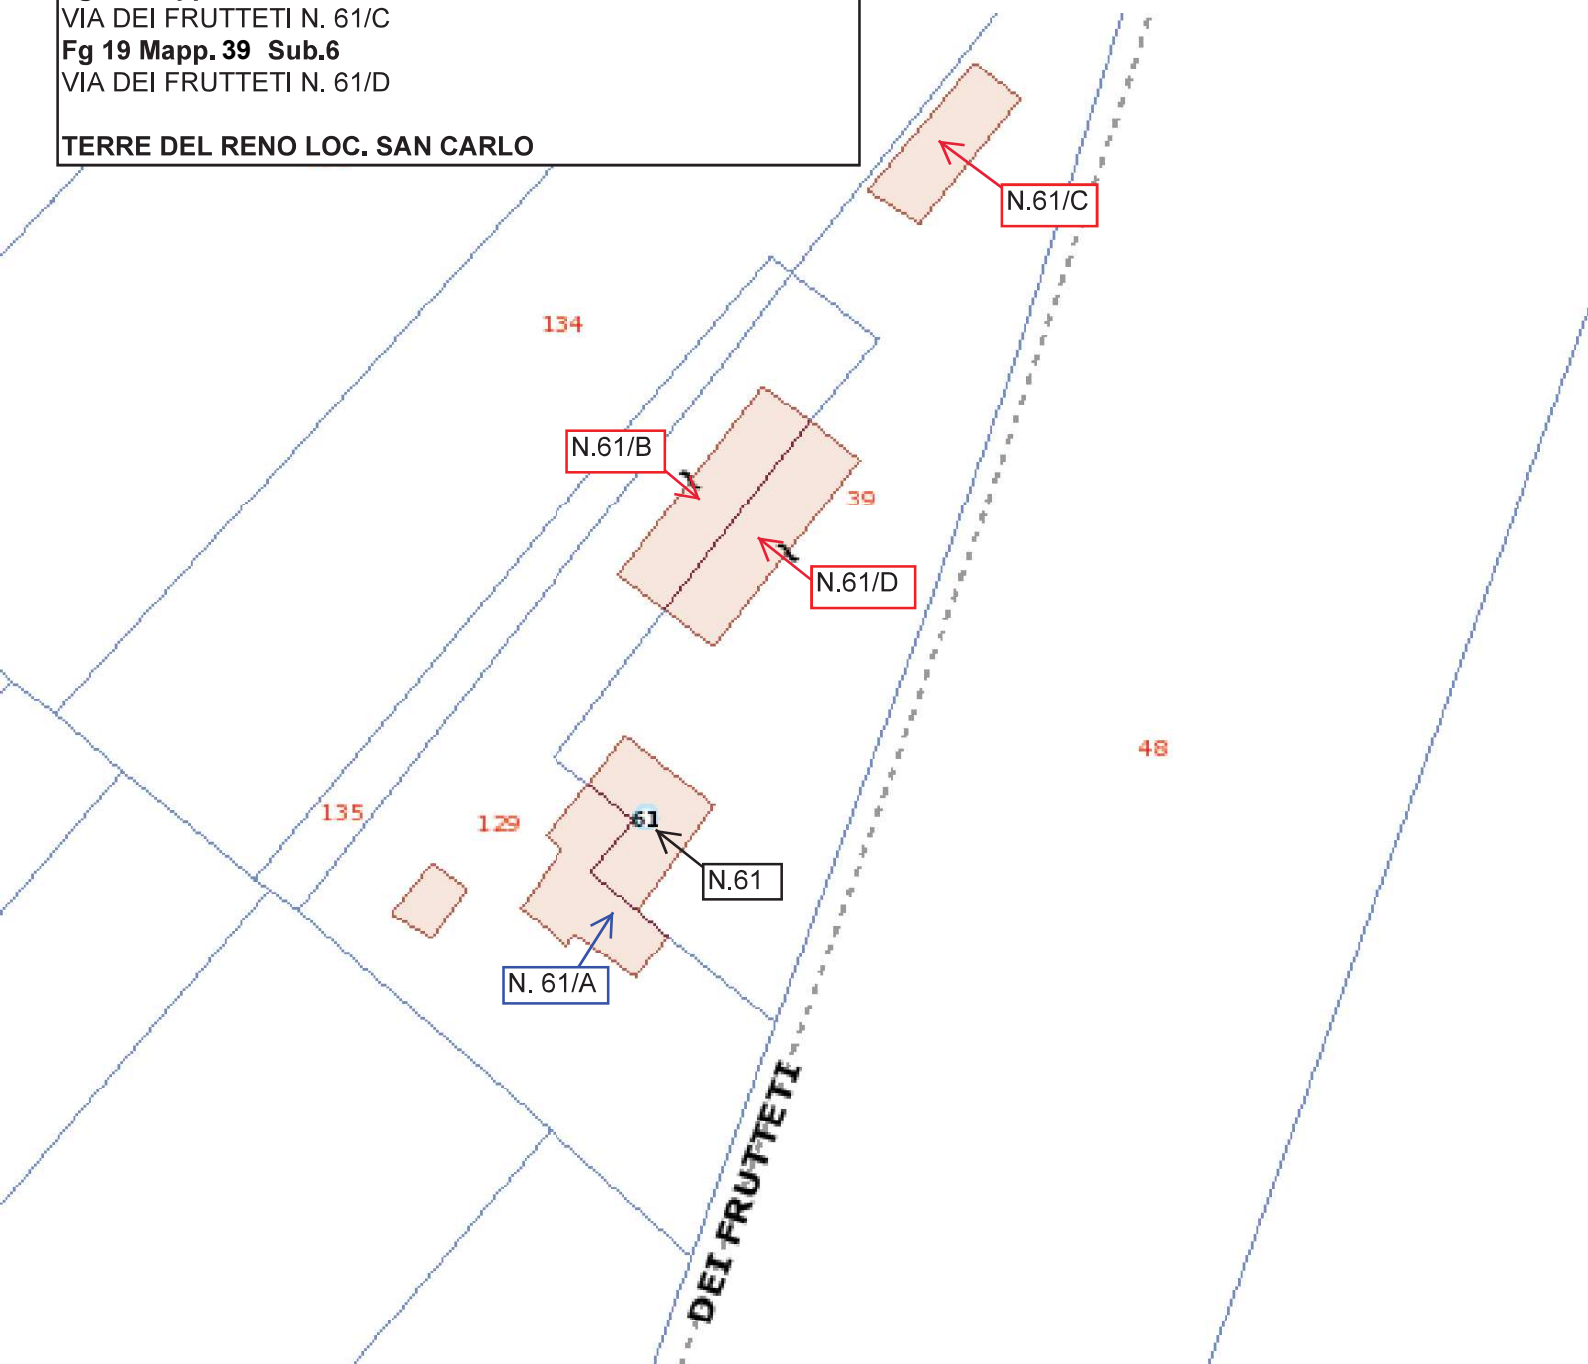 VIA DEI FRUTTETI N. 61/C
Fg 19 Mapp. 39 Sub.6
VIA DEI FRUTTETI N. 61/D
TERRE DEL RENO LOC. SAN CARLO
N.61/C
134
N.61/B
39
N.61/D
48
135
129
61
N.61
N. 61/A
DEI FRUTTETI